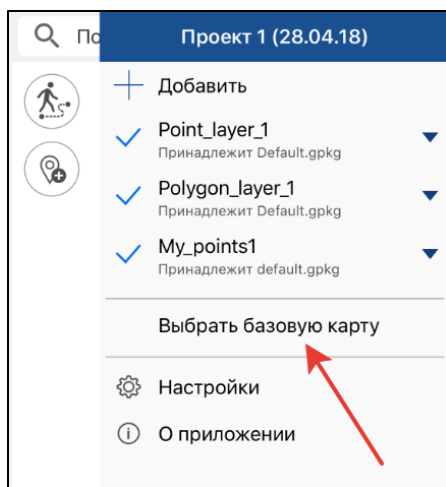 По
Проект 1 (28.04.18)
Добавить
Point_layer_1
Принадлежит Default.gpkg
Polygon_layer_1
Принадлежит Default.gpkg
My_points1
Принадлежит default.gpkg
Выбрать базовую карту
Настройки
О приложении